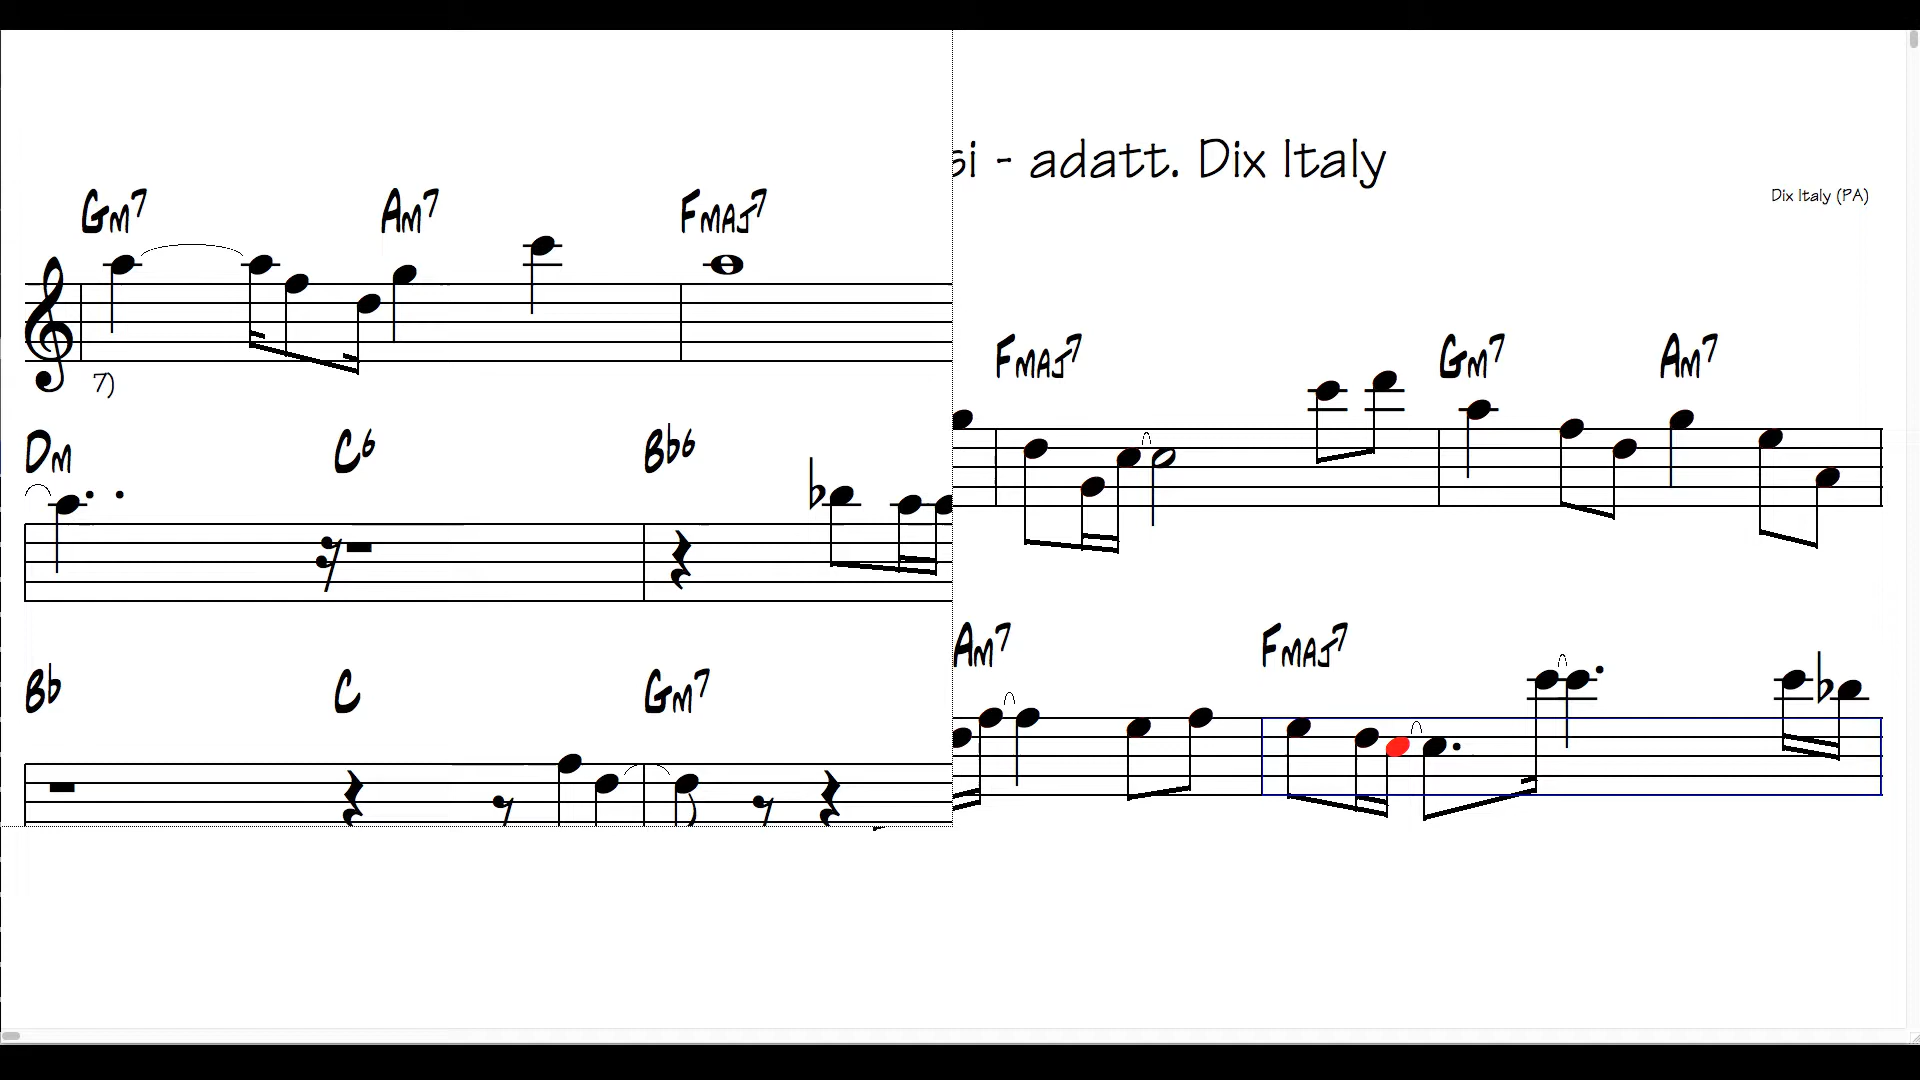 si - adatt. Dix Italy
Dix Italy (PA)
Gm7 Am7 Fmaj7
7)
Dm C6 Bb6
Bb C Gm7
Fmaj7 Gm7 Am7
Am7 Fmaj7